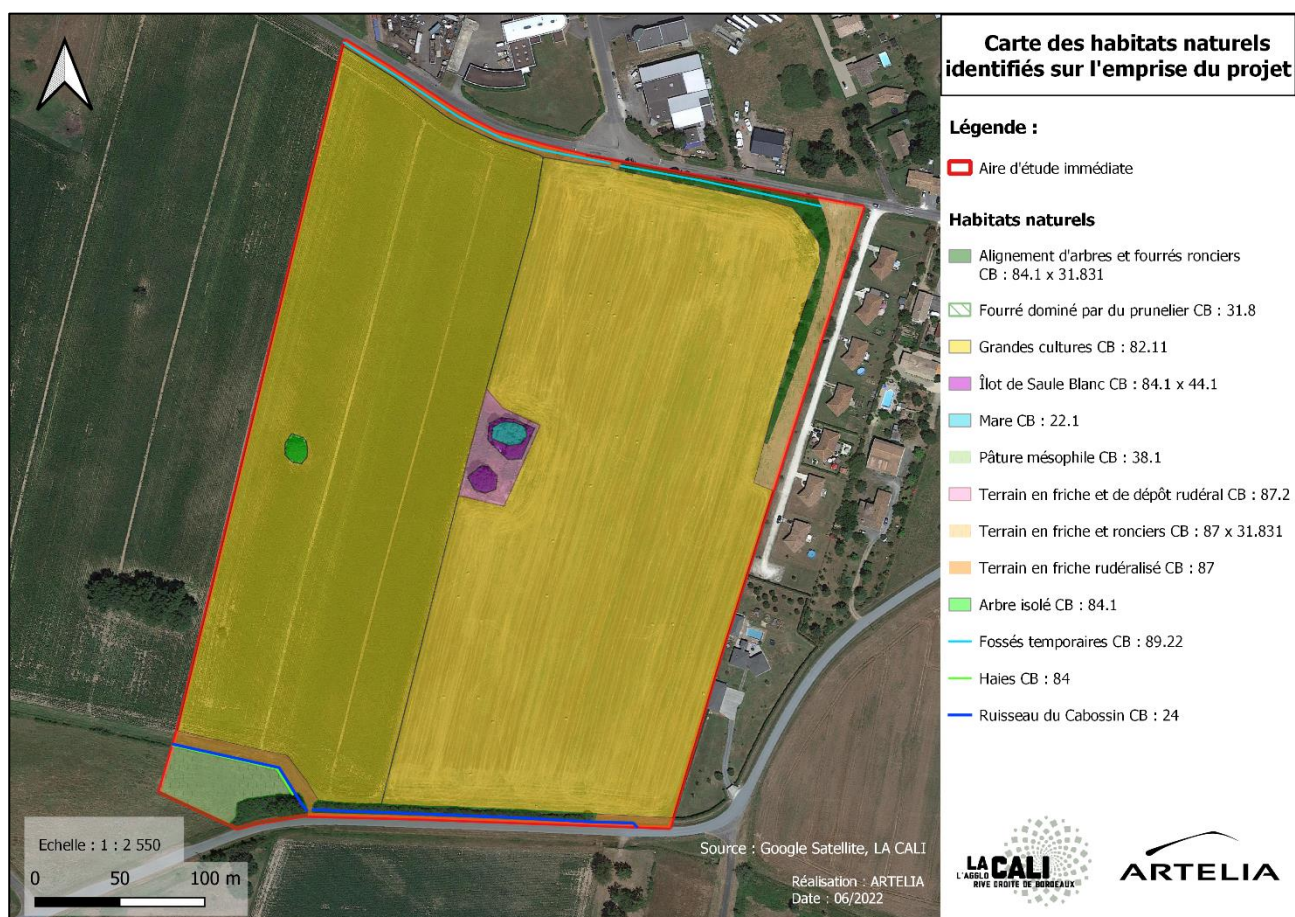 Carte des habitats naturels
identifiés sur l'emprise du projet
Légende :
Aire d'étude immédiate
Habitats naturels
Alignement d'arbres et fourrés ronciers
CB : 84.1 x 31.831
Fourré dominé par du prunelier CB : 31.8
Grandes cultures CB : 82.11
Îlot de Saule Blanc CB : 84.1 x 44.1
Mare CB : 22.1
Pâture mésophile CB : 38.1
Terrain en friche et de dépôt rudéral CB : 87.2
Terrain en friche et ronciers CB : 87 x 31.831
Terrain en friche rudéralisé CB : 87
Arbre isolé CB : 84.1
Fossés temporaires CB : 89.22
Haies CB : 84
Ruisseau du Cabossin CB : 24
Echelle : 1 : 2 550
0 50 100 m
Source : Google Satellite, LA CALI
Réalisation : ARTELIA
Date : 06/2022
LA CALI
L'AGGLO
RIVE DROITE DE BORDEAUX
ARTELIA